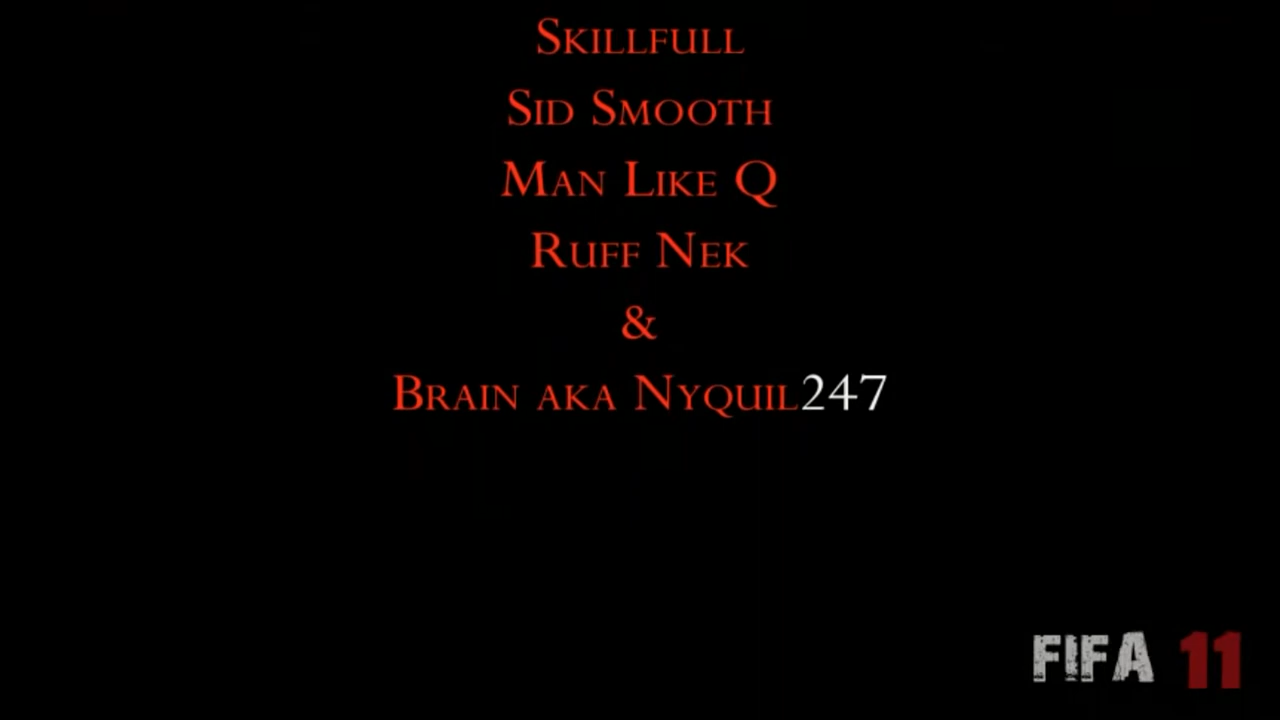 Skillfull
Sid Smooth
Man Like Q
Ruff Nek
&
Brain aka Nyquil247
FIFA 11